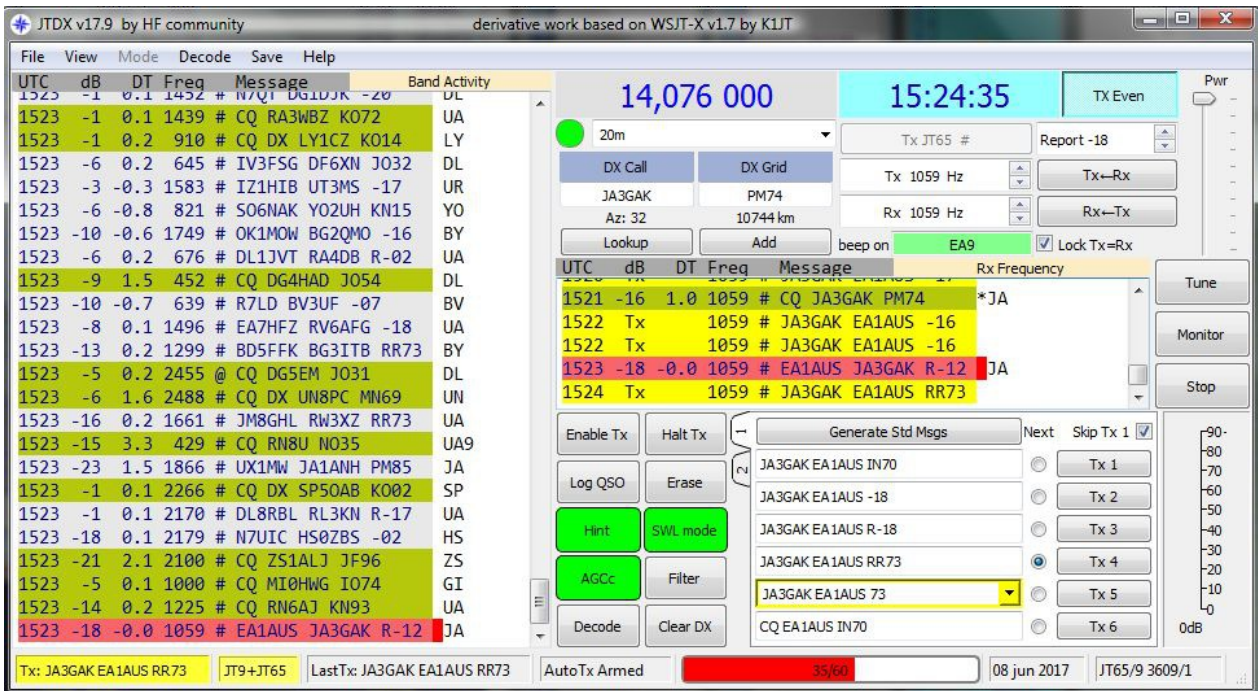 JTDX v17.9 by HF community derivative work based on WSJT-X v1.7 by K1JT
File View Mode Decode Save Help
UTC dB DT Freq Message Band Activity
1523 -1 0.1 1452 # N7QT DG1DJK -20 DL
1523 -1 0.1 1439 # CQ RA3WBZ KO72 UA
1523 -1 0.2 910 # CQ DX LY1CZ KO14 LY
1523 -6 0.2 645 # IV3FSG DF6XN JO32 DL
1523 -3 -0.3 1583 # IZ1HIB UT3MS -17 UR
1523 -6 -0.8 821 # SO6NAK YO2UH KN15 YO
1523 -10 -0.6 1749 # OK1MOW BG2QMO -16 BY
1523 -6 0.2 676 # DL1JVT RA4DB R-02 UA
1523 -9 1.5 452 # CQ DG4HAD JO54 DL
1523 -10 -0.7 639 # R7LD BV3UF -07 BV
1523 -8 0.1 1496 # EA7HFZ RV6AFG -18 UA
1523 -13 0.2 1299 # BD5FFK BG3ITB RR73 BY
1523 -5 0.2 2455 @ CQ DG5EM JO31 DL
1523 -6 1.6 2488 # CQ DX UN8PC MN69 UN
1523 -16 0.2 1661 # JM8GHL RW3XZ RR73 UA
1523 -15 3.3 429 # CQ RN8U NO35 UA9
1523 -23 1.5 1866 # UX1MW JA1ANH PM85 JA
1523 -1 0.1 2266 # CQ DX SP5OAB KO02 SP
1523 -1 0.1 2170 # DL8RBL RL3KN R-17 UA
1523 -18 0.1 2179 # N7UIC HS0ZBS -02 HS
1523 -21 2.1 2100 # CQ ZS1ALJ JF96 ZS
1523 -5 0.1 1000 # CQ MI0HWG IO74 GI
1523 -14 0.2 1225 # CQ RN6AJ KN93 UA
1523 -18 -0.0 1059 # EA1AUS JA3GAK R-12 JA
14,076 000 15:24:35 TX Even Pwr
20m Tx JT65 # Report -18
DX Call DX Grid Tx 1059 Hz Tx←Rx
JA3GAK PM74
Az: 32 10744 km Rx 1059 Hz Rx←Tx
Lookup Add beep on EA9 Lock Tx=Rx
UTC dB DT Freq Message Rx Frequency
1521 -16 1.0 1059 # CQ JA3GAK PM74 *JA
1522 Tx 1059 # JA3GAK EA1AUS -16
1522 Tx 1059 # JA3GAK EA1AUS -16
1523 -18 -0.0 1059 # EA1AUS JA3GAK R-12 JA
1524 Tx 1059 # JA3GAK EA1AUS RR73
Tune
Monitor
Stop
Enable Tx Halt Tx 1 Generate Std Msgs Next Skip Tx 1
2 JA3GAK EA1AUS IN70 Tx 1
Log QSO Erase JA3GAK EA1AUS -18 Tx 2
Hint SWL mode JA3GAK EA1AUS R-18 Tx 3
AGCc Filter JA3GAK EA1AUS RR73 Tx 4
JA3GAK EA1AUS 73 Tx 5
Decode Clear DX CQ EA1AUS IN70 Tx 6
90
80
70
60
50
40
30
20
10
0
0dB
Tx: JA3GAK EA1AUS RR73 JT9+JT65 LastTx: JA3GAK EA1AUS RR73 AutoTx Armed 35/60 08 jun 2017 JT65/9 3609/1